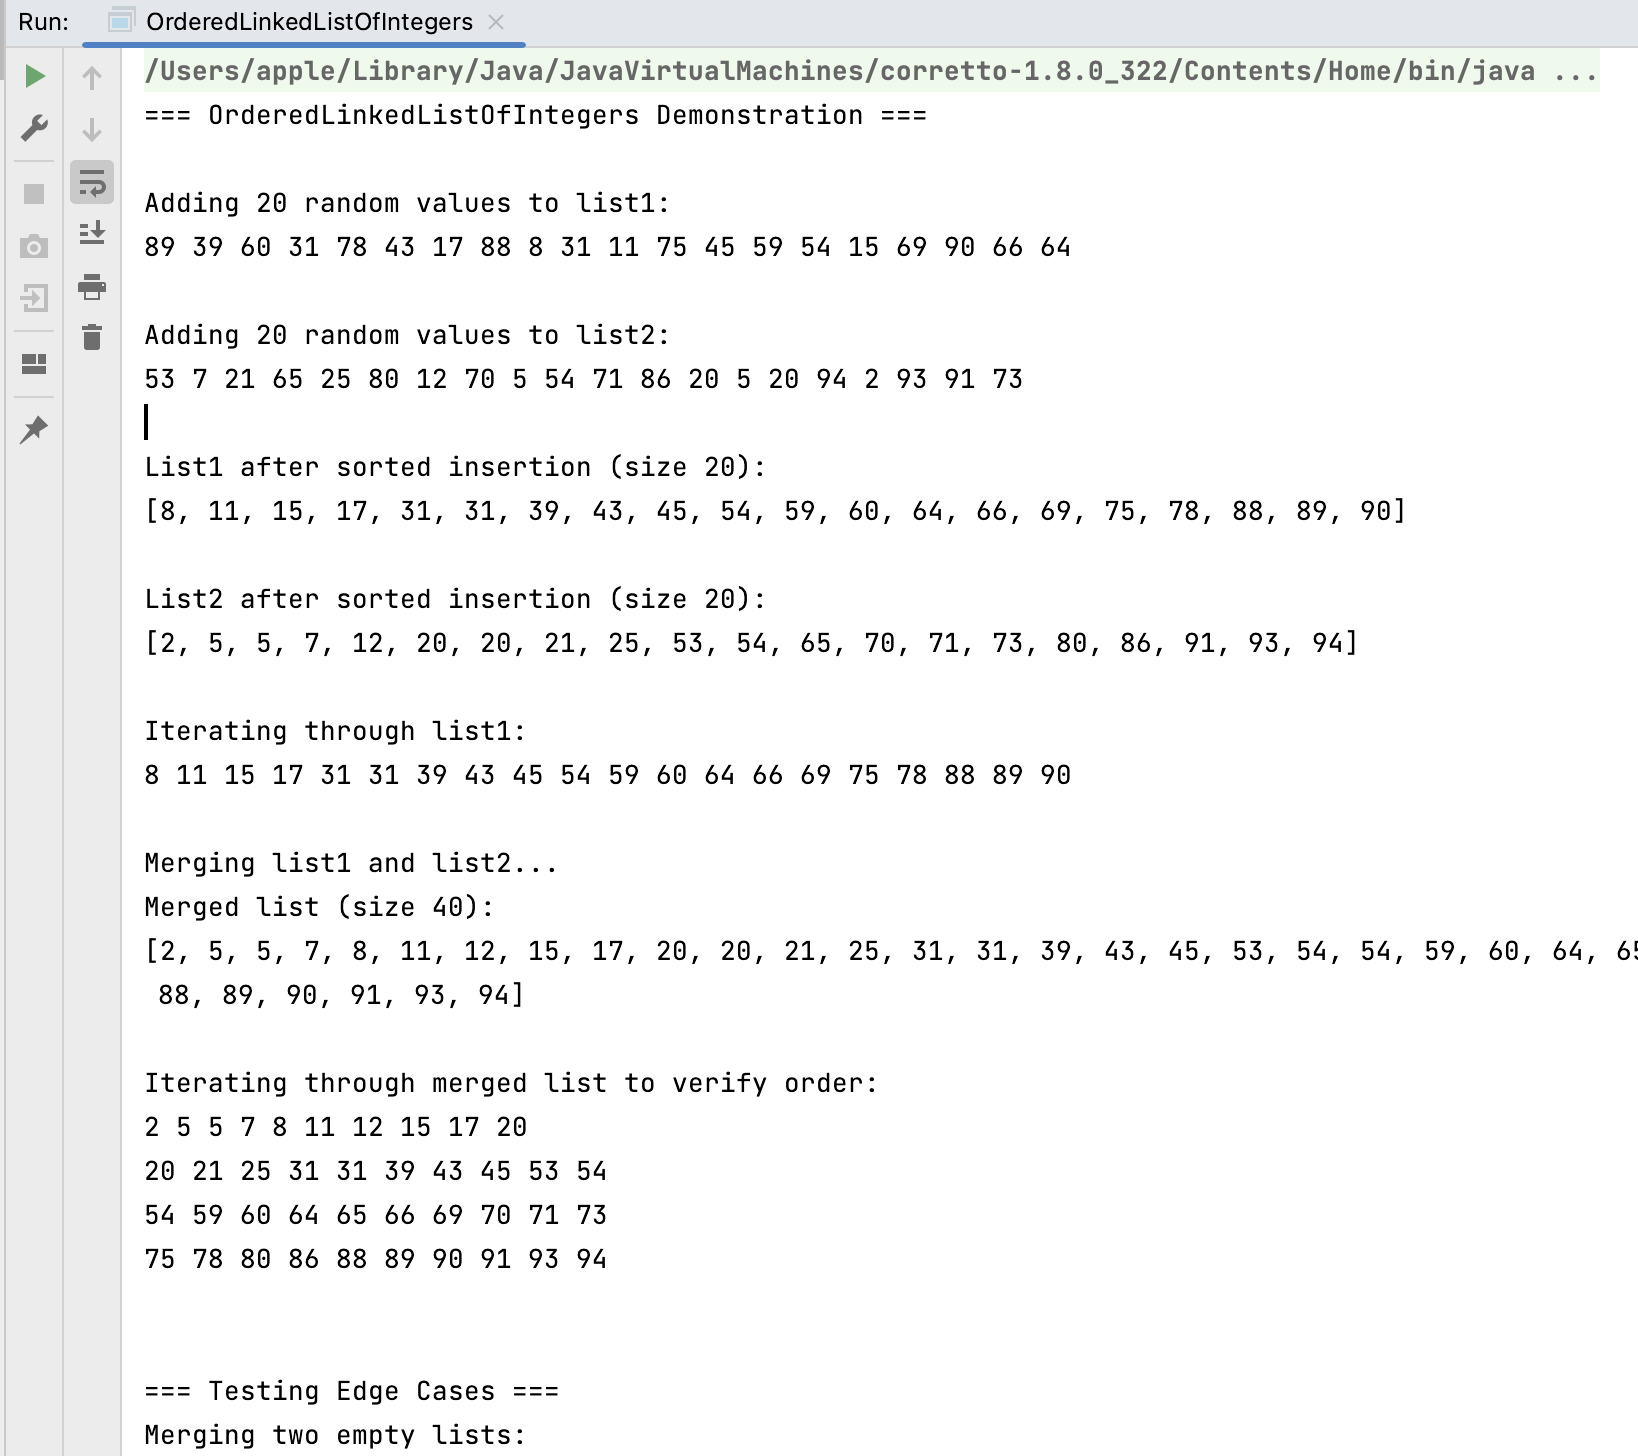 Run: OrderedLinkedListOfIntegers
/Users/apple/Library/Java/JavaVirtualMachines/corretto-1.8.0_322/Contents/Home/bin/java ...
=== OrderedLinkedListOfIntegers Demonstration ===
Adding 20 random values to list1:
89 39 60 31 78 43 17 88 8 31 11 75 45 59 54 15 69 90 66 64
Adding 20 random values to list2:
53 7 21 65 25 80 12 70 5 54 71 86 20 5 20 94 2 93 91 73
List1 after sorted insertion (size 20):
[8, 11, 15, 17, 31, 31, 39, 43, 45, 54, 59, 60, 64, 66, 69, 75, 78, 88, 89, 90]
List2 after sorted insertion (size 20):
[2, 5, 5, 7, 12, 20, 20, 21, 25, 53, 54, 65, 70, 71, 73, 80, 86, 91, 93, 94]
Iterating through list1:
8 11 15 17 31 31 39 43 45 54 59 60 64 66 69 75 78 88 89 90
Merging list1 and list2...
Merged list (size 40):
[2, 5, 5, 7, 8, 11, 12, 15, 17, 20, 20, 21, 25, 31, 31, 39, 43, 45, 53, 54, 54, 59, 60, 64, 65
88, 89, 90, 91, 93, 94]
Iterating through merged list to verify order:
2 5 5 7 8 11 12 15 17 20
20 21 25 31 31 39 43 45 53 54
54 59 60 64 65 66 69 70 71 73
75 78 80 86 88 89 90 91 93 94
=== Testing Edge Cases ===
Merging two empty lists: